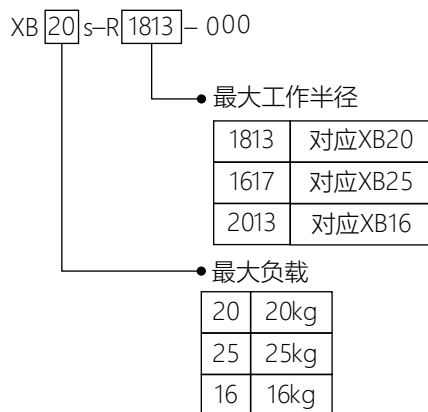 XB 20 s–R 1813 – 000
最大工作半径
1813 对应XB20
1617 对应XB25
2013 对应XB16
最大负载
20 20kg
25 25kg
16 16kg